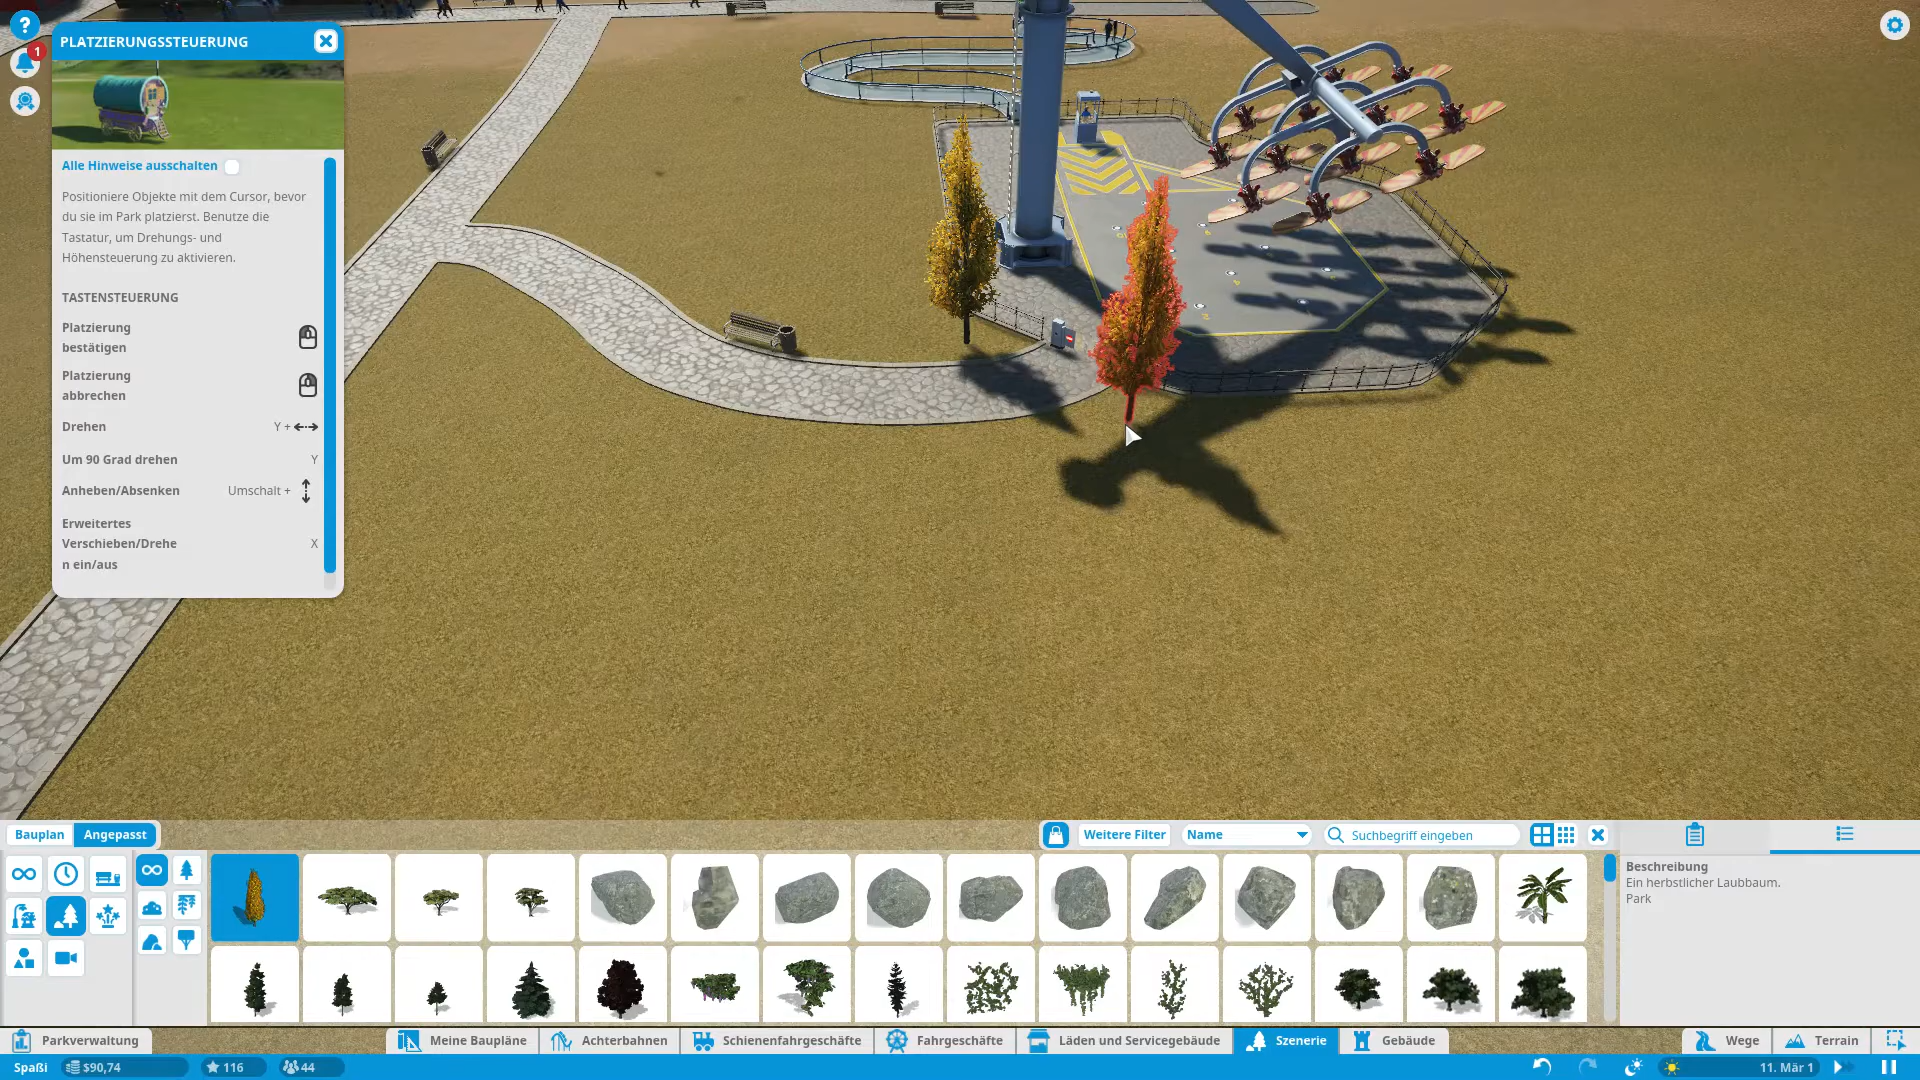 ?
1
PLATZIERUNGSSTEUERUNG
Alle Hinweise ausschalten
Positioniere Objekte mit dem Cursor, bevor
du sie im Park platzierst. Benutze die
Tastatur, um Drehungs- und
Höhensteuerung zu aktivieren.
TASTENSTEUERUNG
Platzierung
bestätigen
Platzierung
abbrechen
Drehen Y +
Um 90 Grad drehen Y
Anheben/Absenken Umschalt +
Erweitertes
Verschieben/Drehe
n ein/aus X
Bauplan Angepasst
Weitere Filter Name Suchbegriff eingeben
Beschreibung
Ein herbstlicher Laubbaum.
Park
Parkverwaltung Meine Baupläne Achterbahnen Schienenfahrgeschäfte Fahrgeschäfte Läden und Servicegebäude Szenerie Gebäude Wege Terrain
Spaßi $90,74 116 44 11. Mär 1